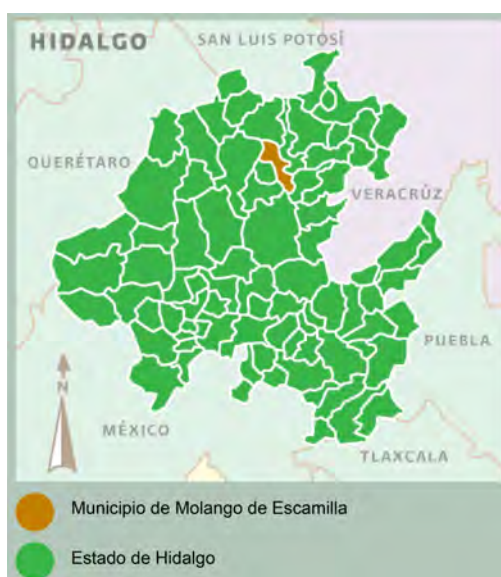 HIDALGO
SAN LUIS POTOSÍ
QUERÉTARO
VERACRÚZ
PUEBLA
N
MÉXICO
TLAXCALA
Municipio de Molango de Escamilla
Estado de Hidalgo